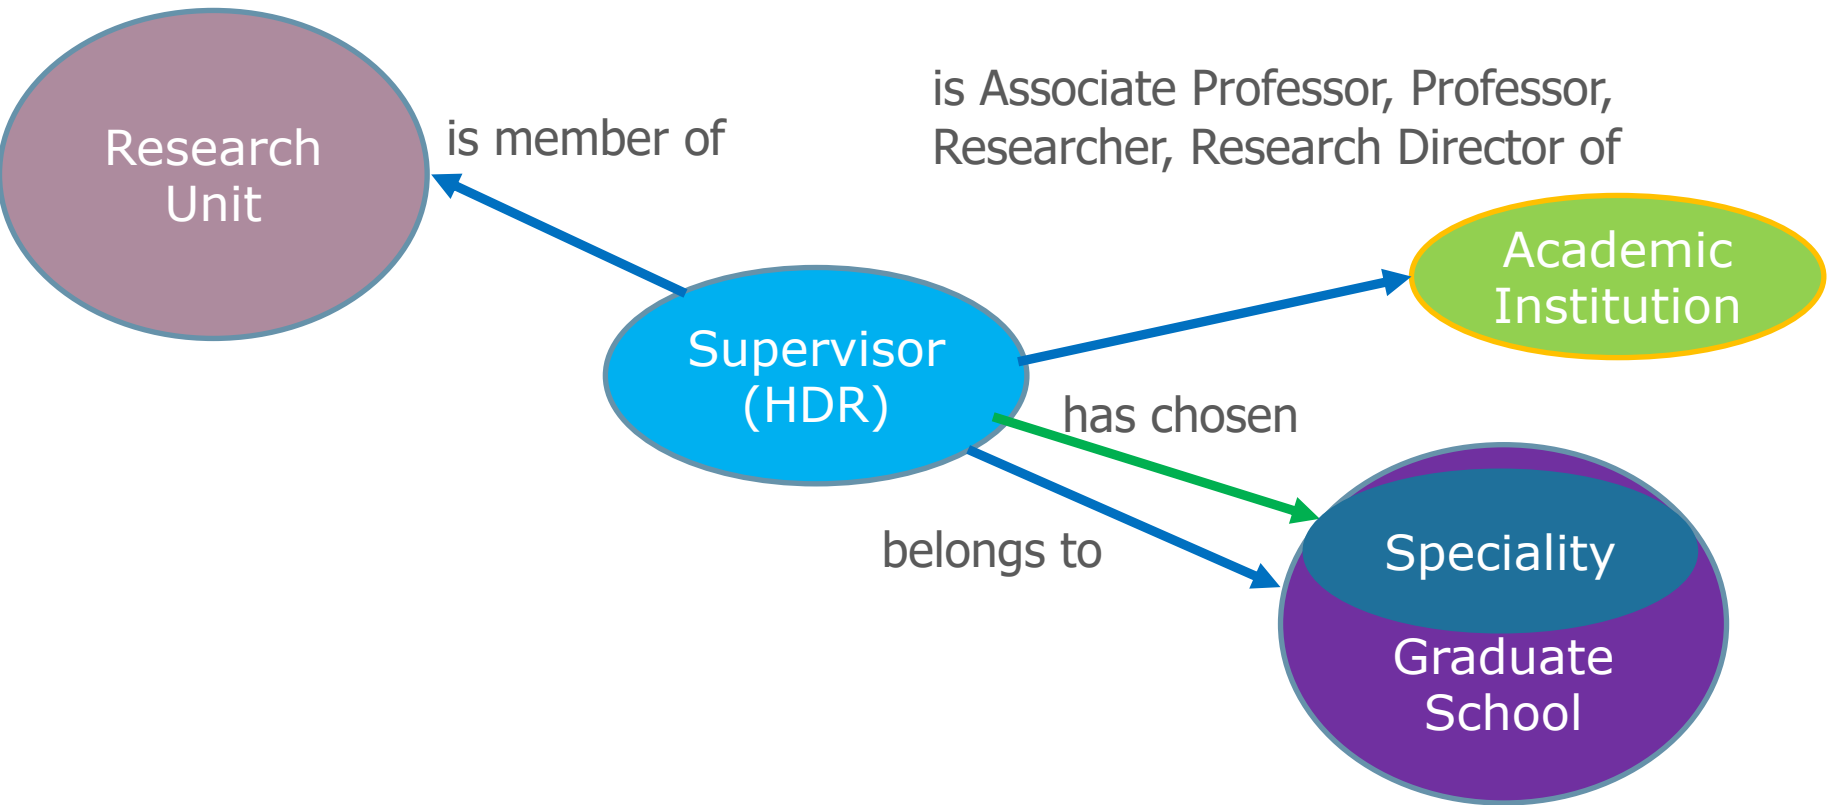 Research
Unit
is member of
is Associate Professor, Professor,
Researcher, Research Director of
Academic
Institution
Supervisor
(HDR)
has chosen
belongs to
Speciality
Graduate
School